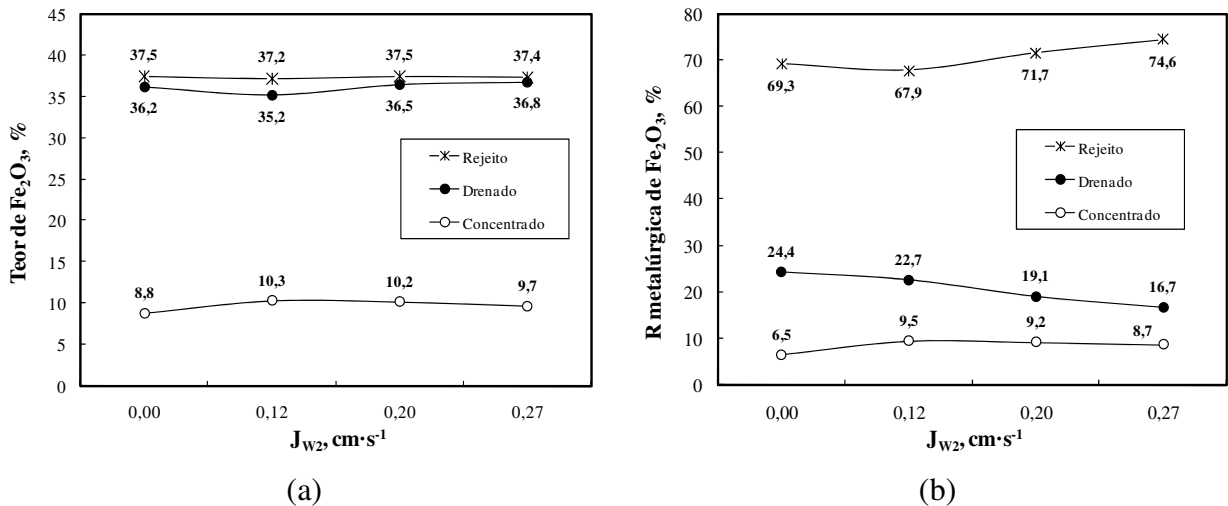 45
40
35
30
25
20
15
10
5
0
Teor de Fe₂O₃, %
37,5 37,2 37,5 37,4
36,2 35,2 36,5 36,8
8,8 10,3 10,2 9,7
Rejeito
Drenado
Concentrado
0,00 0,12 0,20 0,27
J_W2, cm·s⁻¹
(a)
80
70
60
50
40
30
20
10
0
R metalúrgica de Fe₂O₃, %
69,3 67,9 71,7 74,6
Rejeito
Drenado
Concentrado
24,4 22,7 19,1 16,7
6,5 9,5 9,2 8,7
0,00 0,12 0,20 0,27
J_W2, cm·s⁻¹
(b)